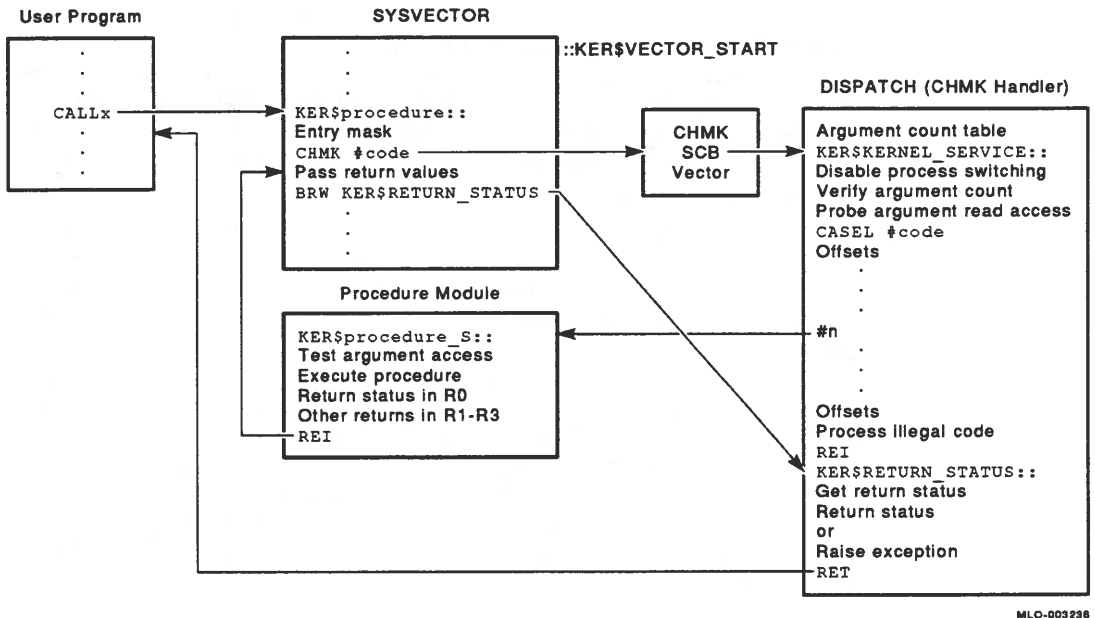 User Program
.
.
CALLx
.
.
.
SYSVECTOR
::KER$VECTOR_START
.
.
KER$procedure::
Entry mask
CHMK #code
Pass return values
BRW KER$RETURN_STATUS
.
.
.
CHMK
SCB
Vector
DISPATCH (CHMK Handler)
Argument count table
KER$KERNEL_SERVICE::
Disable process switching
Verify argument count
Probe argument read access
CASEL #code
Offsets
.
.
.
#n
.
.
.
Offsets
Process illegal code
REI
KER$RETURN_STATUS::
Get return status
Return status
or
Raise exception
RET
Procedure Module
KER$procedure_S::
Test argument access
Execute procedure
Return status in R0
Other returns in R1-R3
REI
MLO-003236